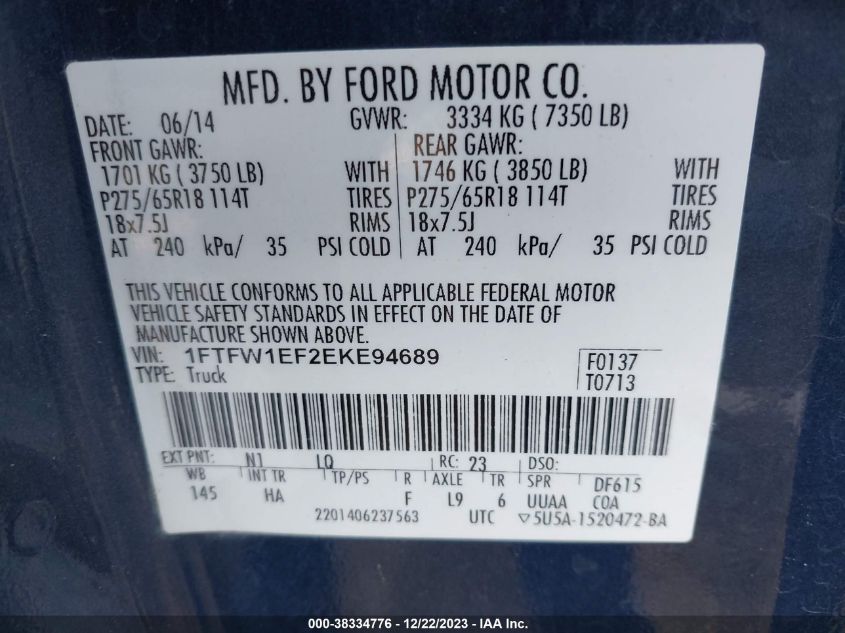 MFD. BY FORD MOTOR CO.
DATE: 06/14 GVWR: 3334 KG ( 7350 LB)
FRONT GAWR: REAR GAWR:
1701 KG ( 3750 LB) WITH 1746 KG ( 3850 LB) WITH
P275/65R18 114T TIRES P275/65R18 114T TIRES
18x7.5J RIMS 18x7.5J RIMS
AT 240 kPa/ 35 PSI COLD AT 240 kPa/ 35 PSI COLD
THIS VEHICLE CONFORMS TO ALL APPLICABLE FEDERAL MOTOR
VEHICLE SAFETY STANDARDS IN EFFECT ON THE DATE OF
MANUFACTURE SHOWN ABOVE.
VIN: 1FTFW1EF2EKE94689 F0137
TYPE: Truck T0713
EXT PNT: N1 LQ RC: 23 DSO:
WB INT TR TP/PS R AXLE TR SPR DF615
145 HA F L9 6 UUAA COA
2201406237563 UTC ▽5U5A-1520472-BA
000-38334776 - 12/22/2023 - IAA Inc.